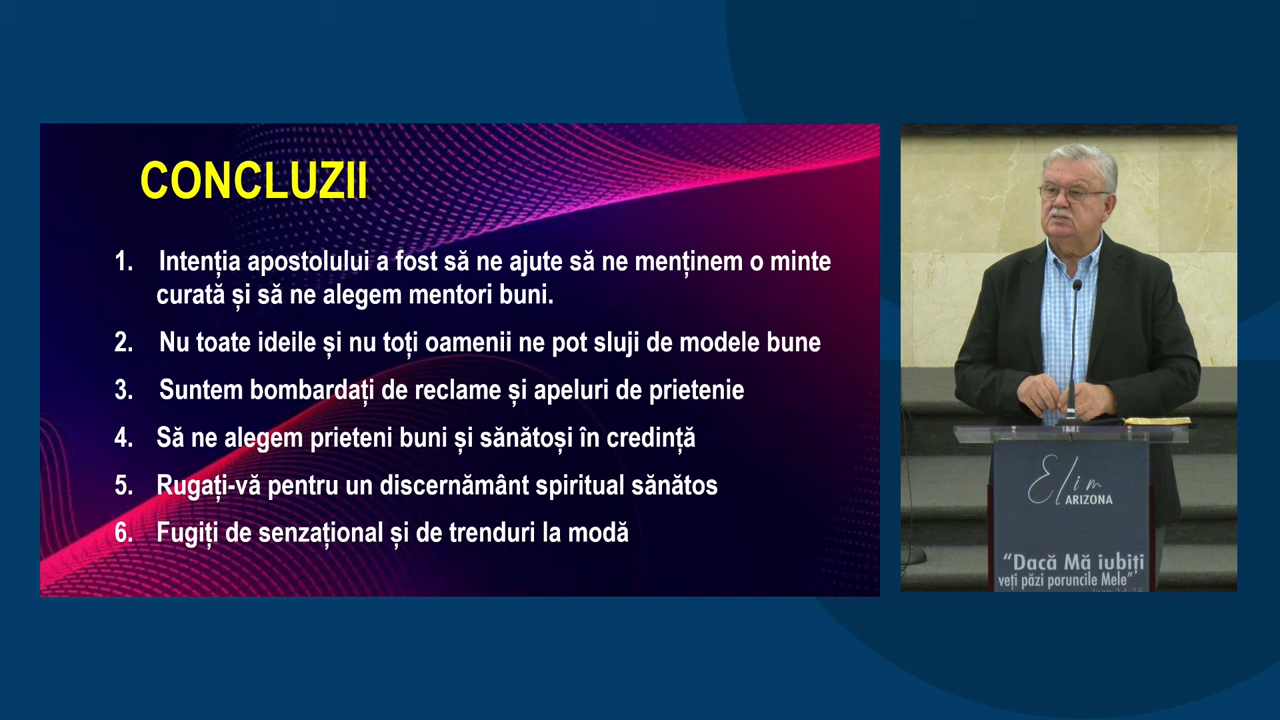 CONCLUZII
1. Intenția apostolului a fost să ne ajute să ne menținem o minte
curată și să ne alegem mentori buni.
2. Nu toate ideile și nu toți oamenii ne pot sluji de modele bune
3. Suntem bombardați de reclame și apeluri de prietenie
4. Să ne alegem prieteni buni și sănătoși în credință
5. Rugați-vă pentru un discernământ spiritual sănătos
6. Fugiți de senzațional și de trenduri la modă
Elim
ARIZONA
“Dacă Mă iubiți
veți păzi poruncile Mele”